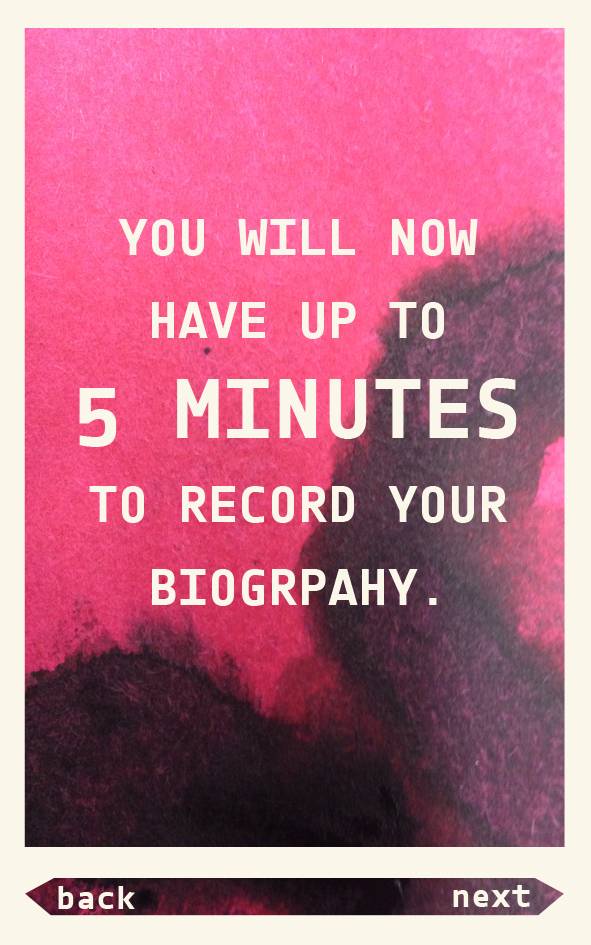 YOU WILL NOW
HAVE UP TO
5 MINUTES
TO RECORD YOUR
BIOGRPAHY.
back
next